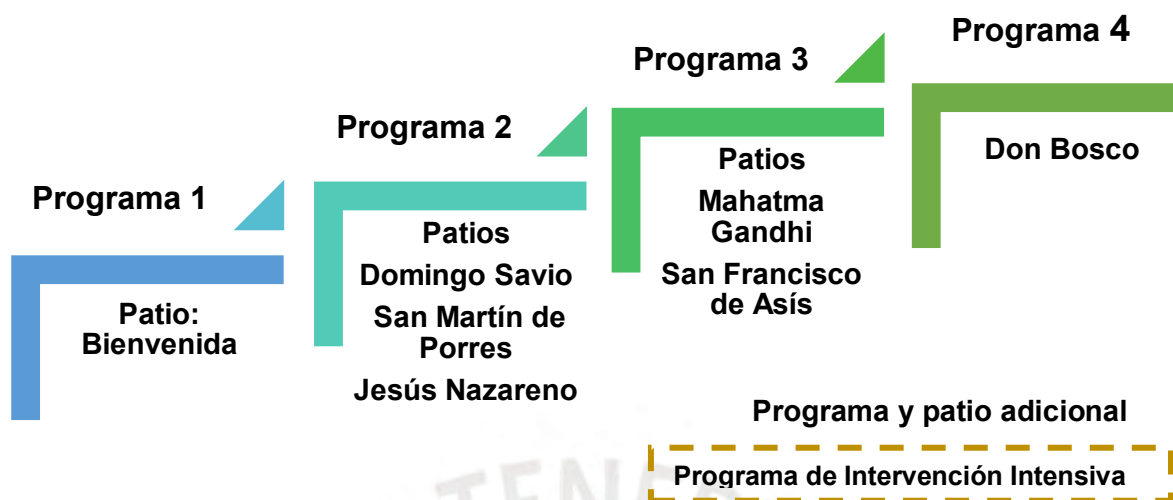 Programa 1
Patio:
Bienvenida
Programa 2
Patios
Domingo Savio
San Martín de
Porres
Jesús Nazareno
Programa 3
Patios
Mahatma
Gandhi
San Francisco
de Asís
Programa 4
Don Bosco
Programa y patio adicional
Programa de Intervención Intensiva